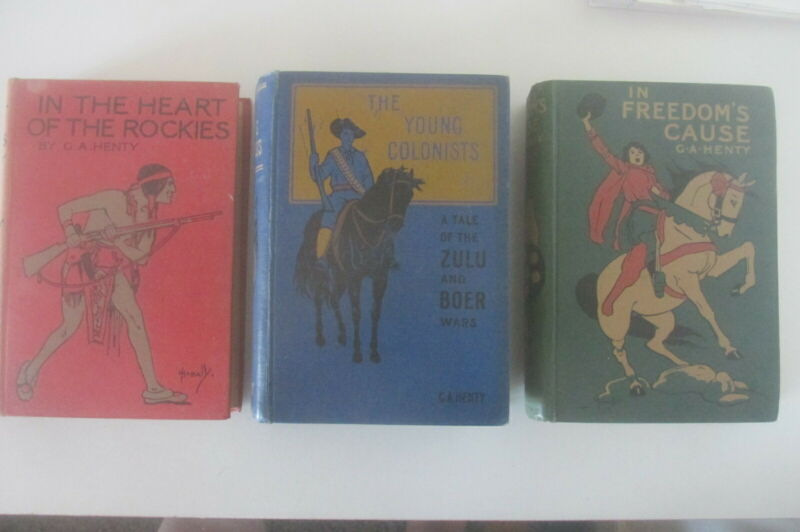 IN THE HEART
OF THE ROCKIES
BY G.A. HENTY
THE
YOUNG
COLONISTS
A TALE
OF THE
ZULU
AND
BOER
WARS
G.A. HENTY
IN
FREEDOM'S
CAUSE
G.A. HENTY